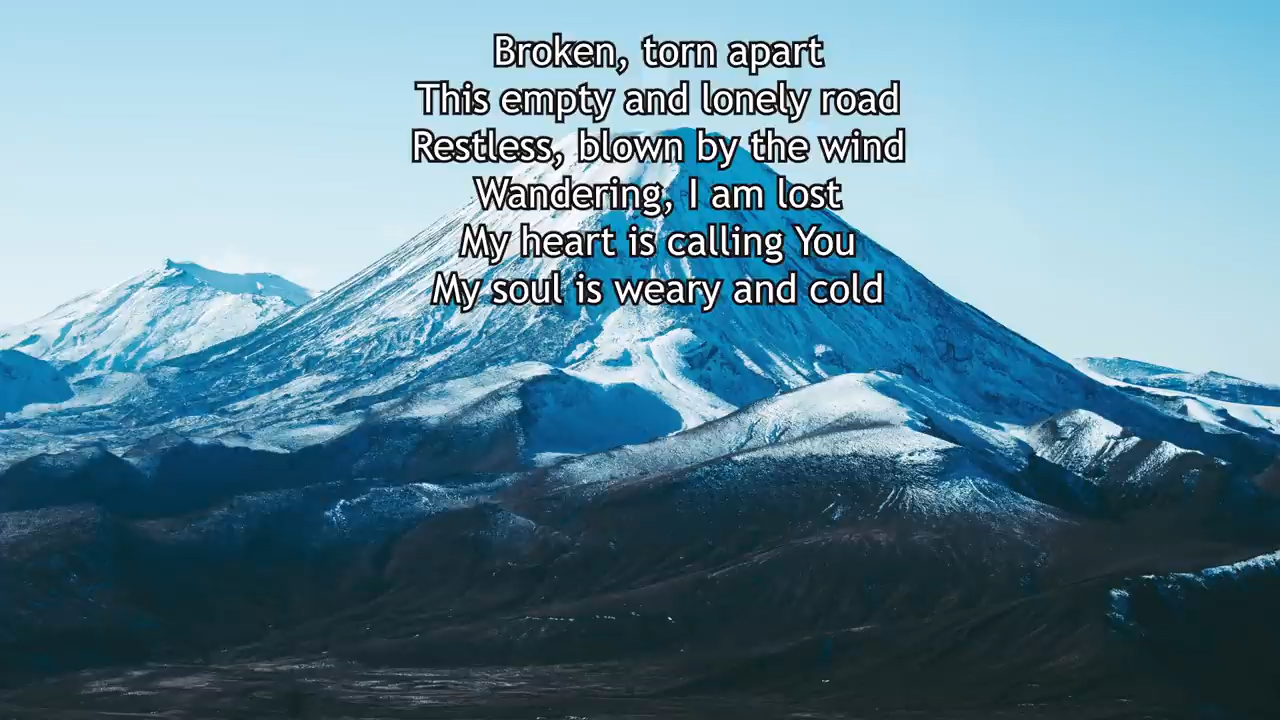 Broken, torn apart
This empty and lonely road
Restless, blown by the wind
Wandering, I am lost
My heart is calling You
My soul is weary and cold